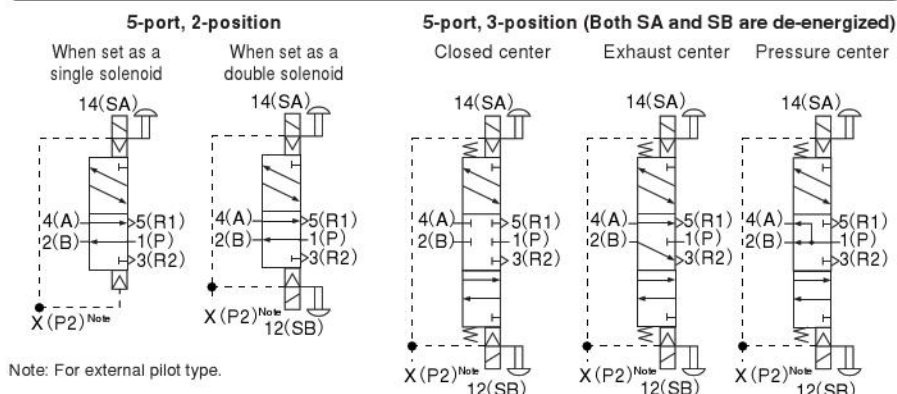 5-port, 2-position
When set as a
single solenoid
When set as a
double solenoid
5-port, 3-position (Both SA and SB are de-energized)
Closed center
Exhaust center
Pressure center
14(SA)
4(A)
2(B)
5(R1)
1(P)
3(R2)
X(P2)Note
14(SA)
4(A)
2(B)
5(R1)
1(P)
3(R2)
X(P2)Note
12(SB)
14(SA)
4(A)
2(B)
5(R1)
1(P)
3(R2)
X(P2)Note
12(SB)
14(SA)
4(A)
2(B)
5(R1)
1(P)
3(R2)
X(P2)Note
12(SB)
14(SA)
4(A)
2(B)
5(R1)
1(P)
3(R2)
X(P2)Note
12(SB)
Note: For external pilot type.